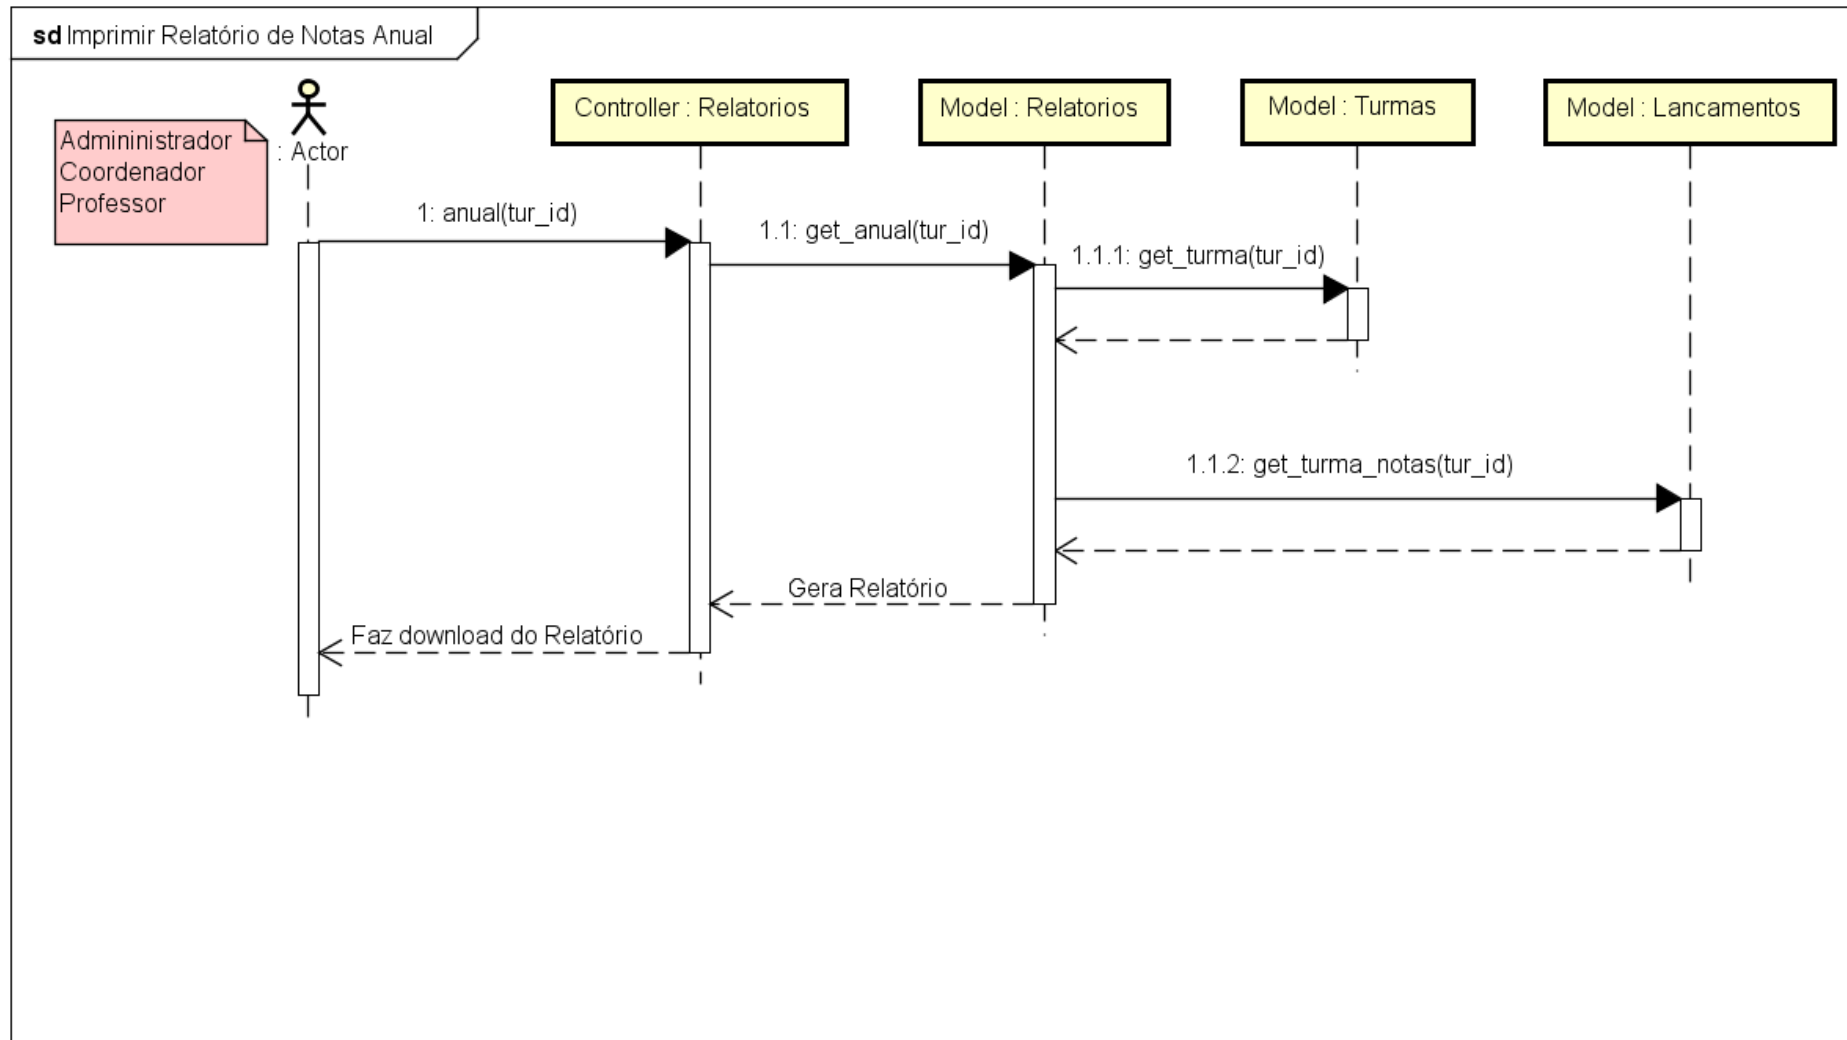 sd Imprimir Relatório de Notas Anual
Admininistrador
Coordenador
Professor
: Actor
Controller : Relatorios
Model : Relatorios
Model : Turmas
Model : Lancamentos
1: anual(tur_id)
1.1: get_anual(tur_id)
1.1.1: get_turma(tur_id)
1.1.2: get_turma_notas(tur_id)
Gera Relatório
Faz download do Relatório